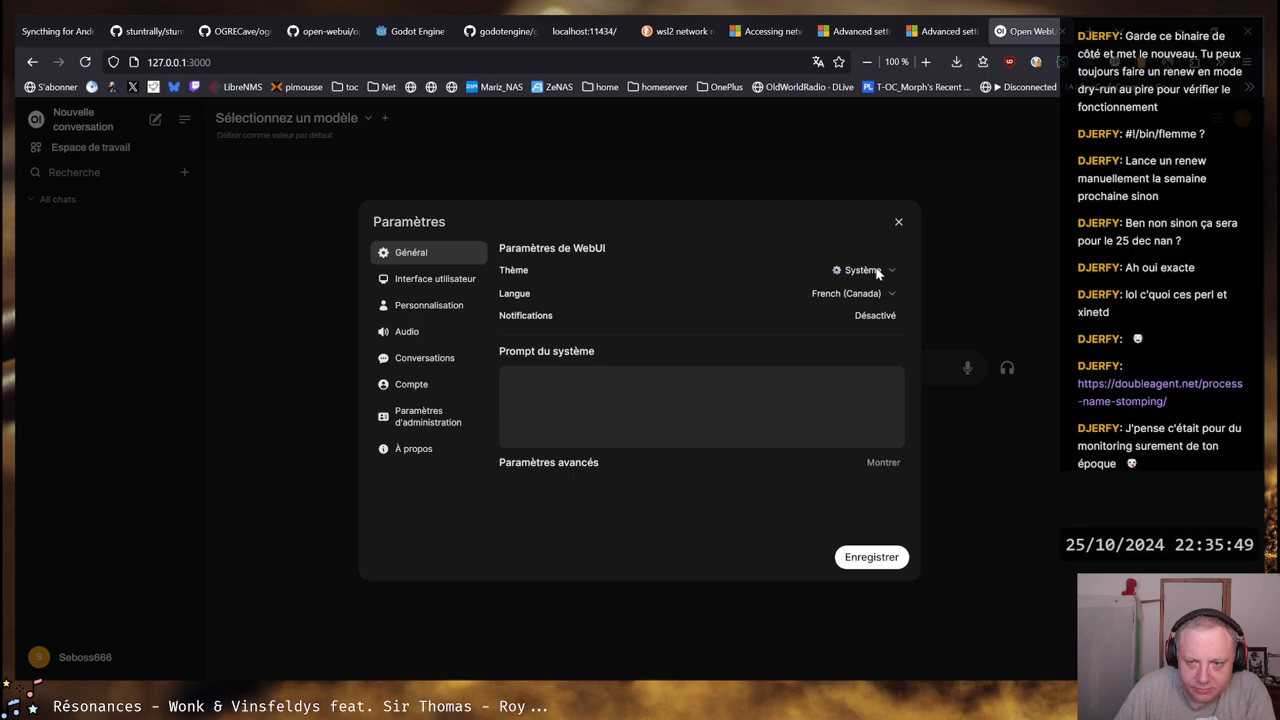 Syncthing for And
stuntrally/stunt
OGRECave/ogr
open-webui/op
Godot Engine
godotengine/g
localhost:11434/
wsl2 network n
Accessing netw
Advanced setti
Advanced setti
Open WebU
127.0.0.1:3000
100 %
S'abonner
LibreNMS
pimousse
toc
Net
Mariz_NAS
ZeNAS
home
homeserver
OnePlus
OldWorldRadio - DLive
T-OC_Morph's Recent ...
Disconnected
Nouvelle
conversation
Espace de travail
Recherche
All chats
Seboss666
Sélectionnez un modèle
Définir comme valeur par défaut
Paramètres
Général
Interface utilisateur
Personnalisation
Audio
Conversations
Compte
Paramètres
d'administration
À propos
Paramètres de WebUI
Thème
Système
Langue
French (Canada)
Notifications
Désactivé
Prompt du système
Paramètres avancés
Montrer
Enregistrer
DJERFY: Garde ce binaire de
côté et met le nouveau. Tu peux
toujours faire un renew en mode
dry-run au pire pour vérifier le
fonctionnement
DJERFY: #!/bin/flemme ?
DJERFY: Lance un renew
manuellement la semaine
prochaine sinon
DJERFY: Ben non sinon ça sera
pour le 25 dec nan ?
DJERFY: Ah oui exacte
DJERFY: lol c'quoi ces perl et
xinetd
DJERFY:
DJERFY:
https://doubleagent.net/process
-name-stomping/
DJERFY: J'pense c'était pour du
monitoring surement de ton
époque
25/10/2024 22:35:49
Résonances - Wonk & Vinsfeldys feat. Sir Thomas - Roy...